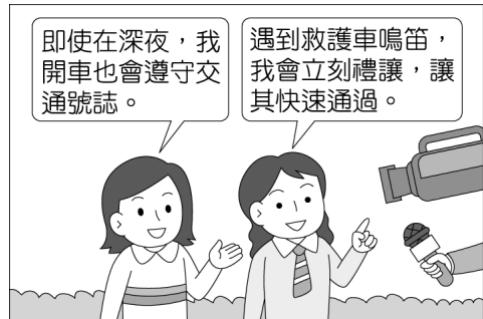 即使在深夜，我
開車也會遵守交
通號誌。
遇到救護車鳴笛，
我會立刻禮讓，讓
其快速通過。